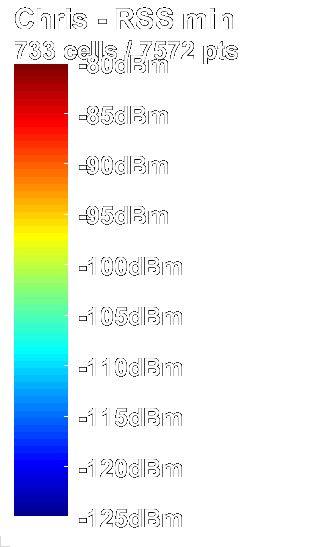 Chris - RSS min
733 cells / 7572 pts
-80dBm
-85dBm
-90dBm
-95dBm
-100dBm
-105dBm
-110dBm
-115dBm
-120dBm
-125dBm